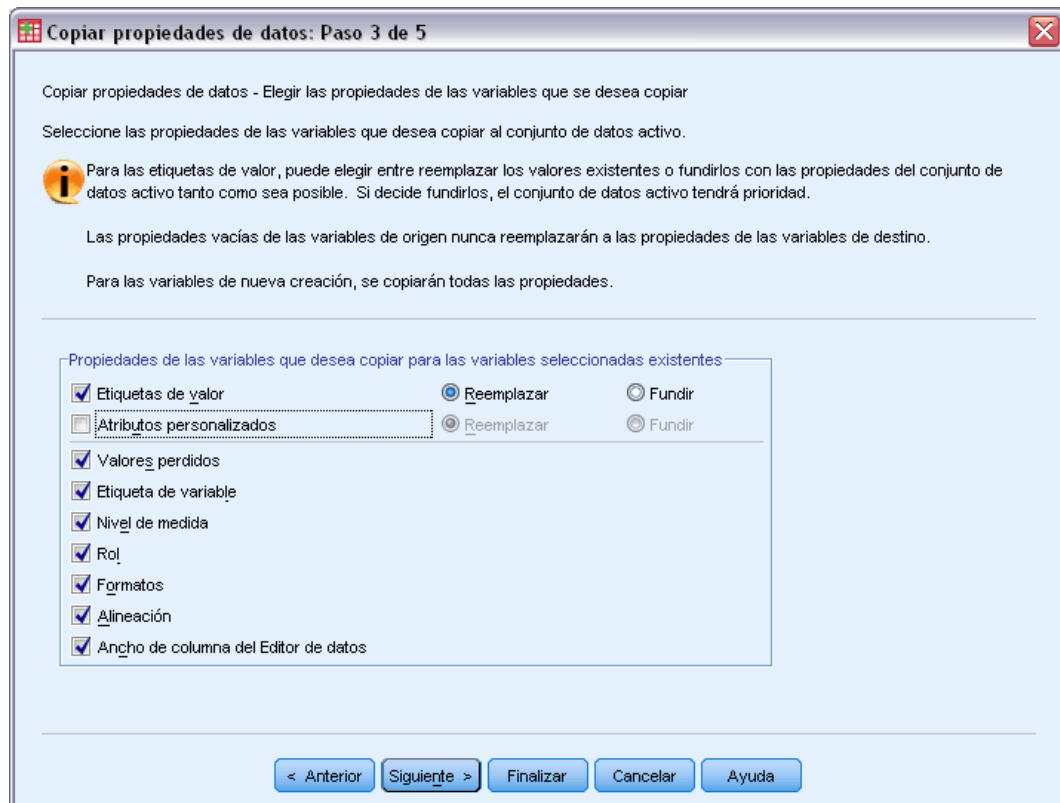 Copiar propiedades de datos: Paso 3 de 5
Copiar propiedades de datos - Elegir las propiedades de las variables que se desea copiar
Seleccione las propiedades de las variables que desea copiar al conjunto de datos activo.
Para las etiquetas de valor, puede elegir entre reemplazar los valores existentes o fundirlos con las propiedades del conjunto de
datos activo tanto como sea posible. Si decide fundirlos, el conjunto de datos activo tendrá prioridad.
Las propiedades vacías de las variables de origen nunca reemplazarán a las propiedades de las variables de destino.
Para las variables de nueva creación, se copiarán todas las propiedades.
Propiedades de las variables que desea copiar para las variables seleccionadas existentes
Etiquetas de valor Reemplazar Fundir
Atributos personalizados Reemplazar Fundir
Valores perdidos
Etiqueta de variable
Nivel de medida
Rol
Formatos
Alineación
Ancho de columna del Editor de datos
< Anterior Siguiente > Finalizar Cancelar Ayuda